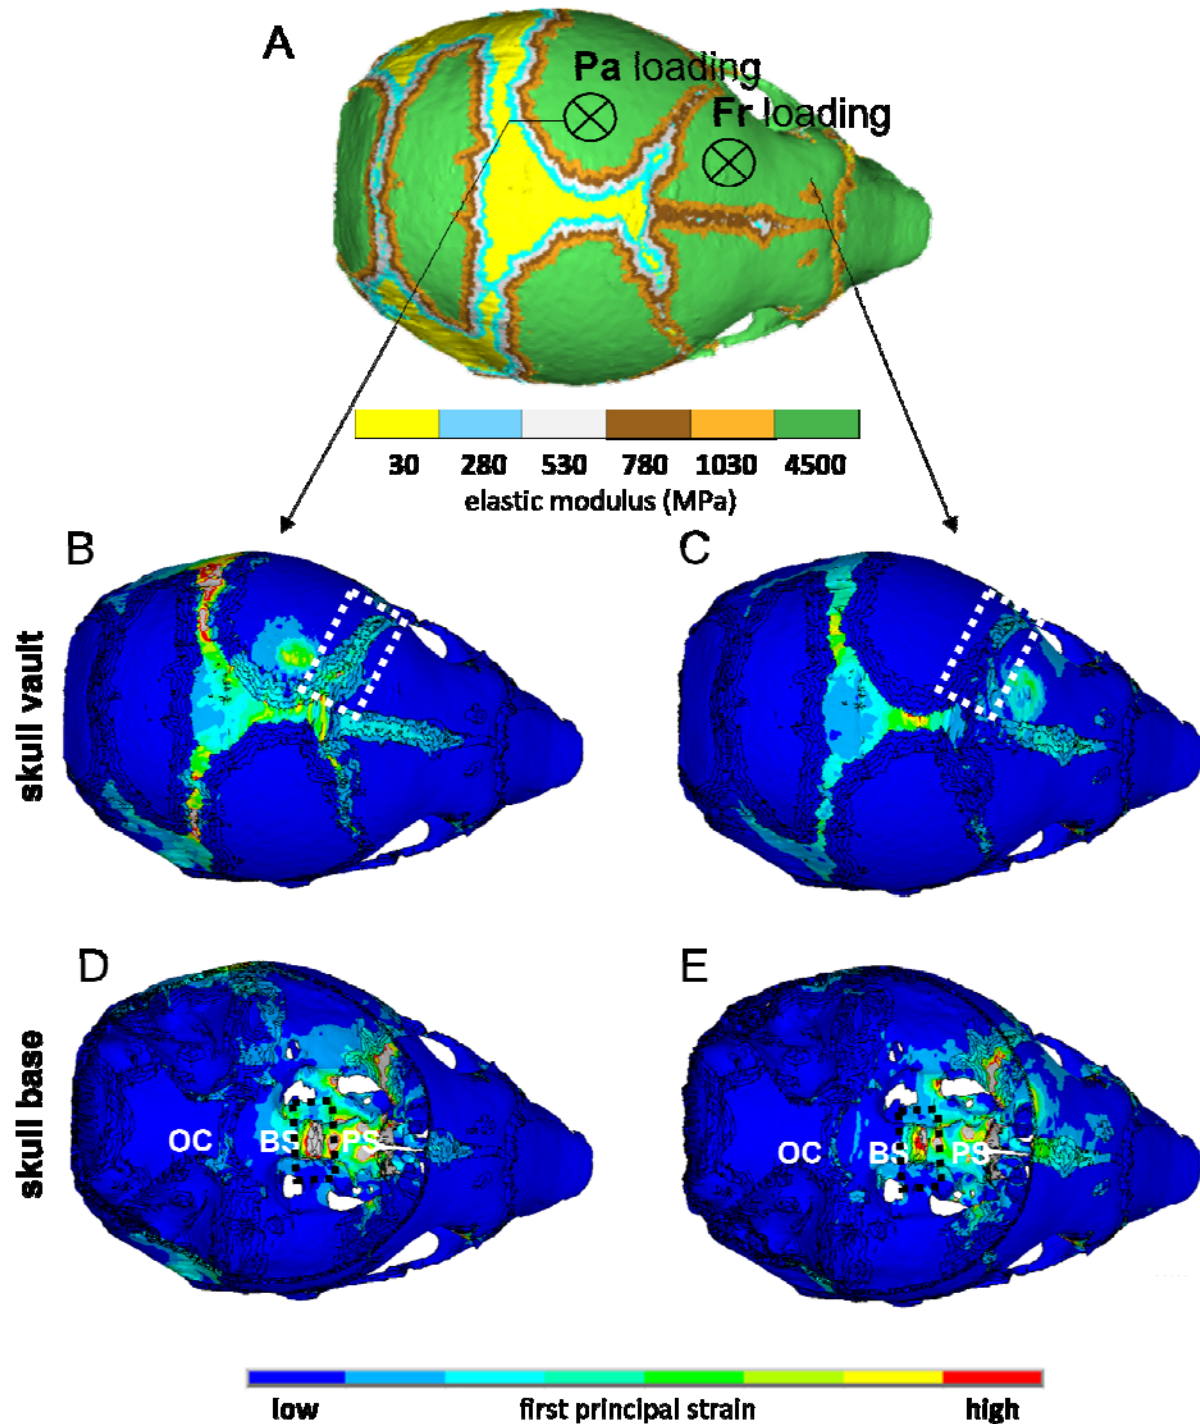 A
Pa loading
Fr loading
30 280 530 780 1030 4500
elastic modulus (MPa)
B
C
skull vault
D
E
skull base
OC BS PS
OC BS PS
low first principal strain high